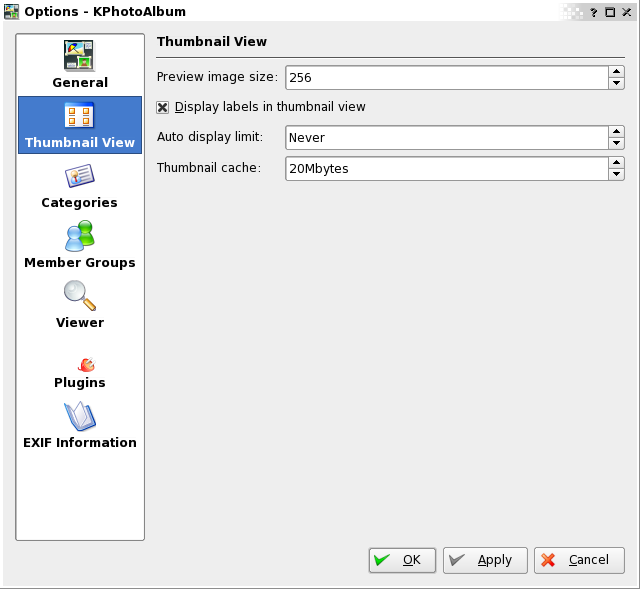 Options - KPhotoAlbum
General
Thumbnail View
Categories
Member Groups
Viewer
Plugins
EXIF Information
Thumbnail View
Preview image size: 256
Display labels in thumbnail view
Auto display limit: Never
Thumbnail cache: 20Mbytes
OK Apply Cancel